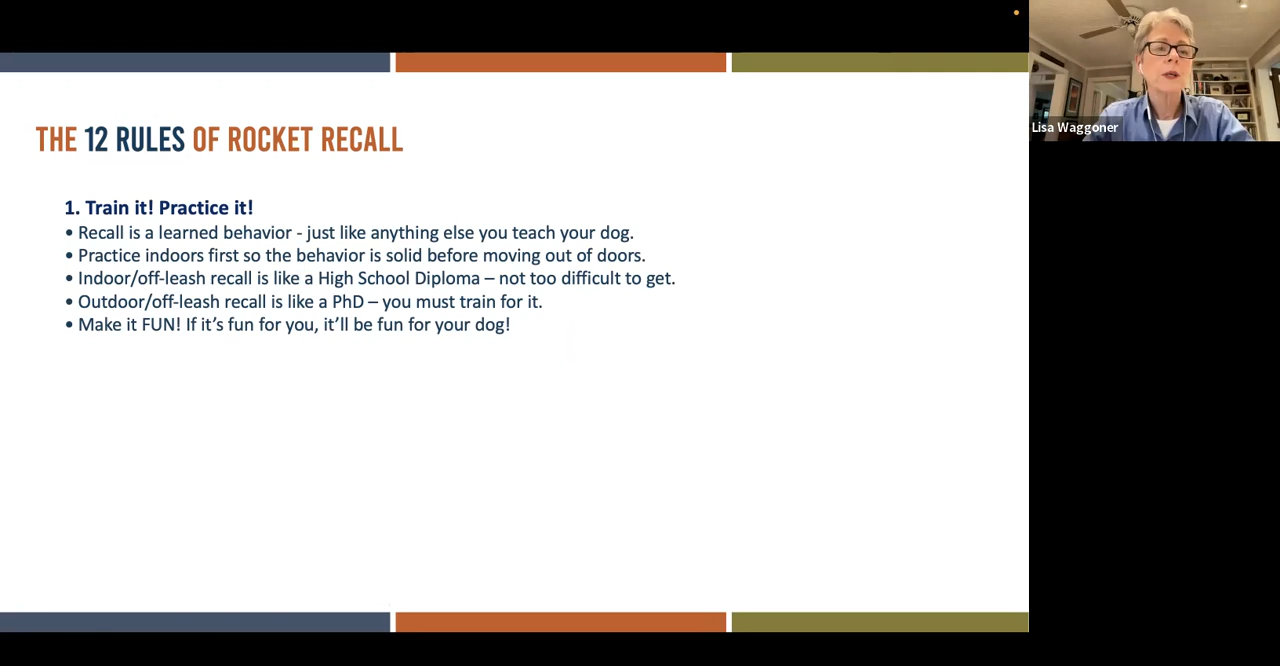 THE 12 RULES OF ROCKET RECALL
1. Train it! Practice it!
• Recall is a learned behavior - just like anything else you teach your dog.
• Practice indoors first so the behavior is solid before moving out of doors.
• Indoor/off-leash recall is like a High School Diploma – not too difficult to get.
• Outdoor/off-leash recall is like a PhD – you must train for it.
• Make it FUN! If it’s fun for you, it’ll be fun for your dog!
Lisa Waggoner